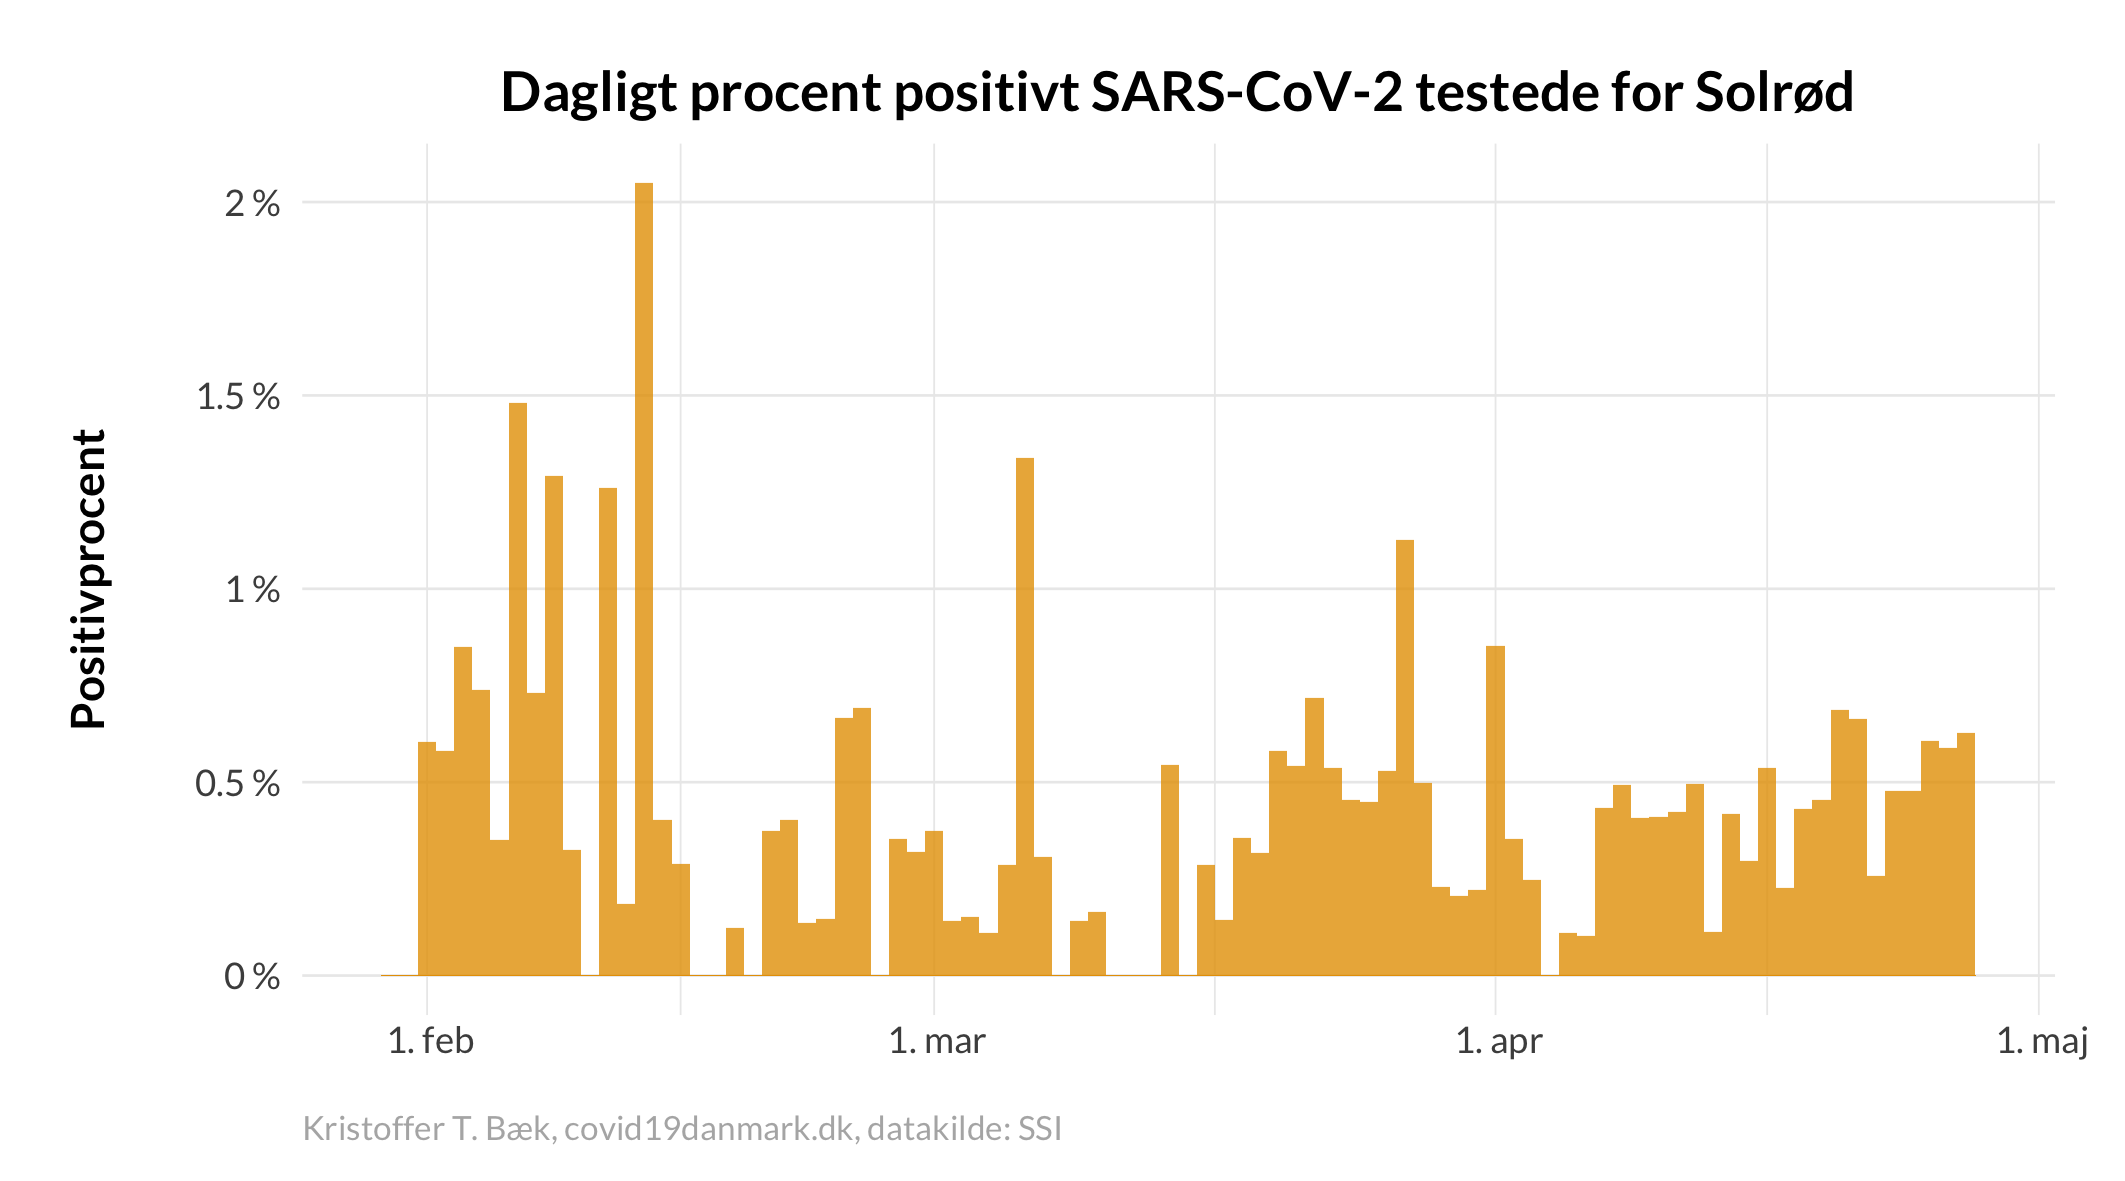 Dagligt procent positivt SARS-CoV-2 testede for Solrød
Positivprocent
2 %
1.5 %
1 %
0.5 %
0 %
1. feb
1. mar
1. apr
1. maj
Kristoffer T. Bæk, covid19danmark.dk, datakilde: SSI